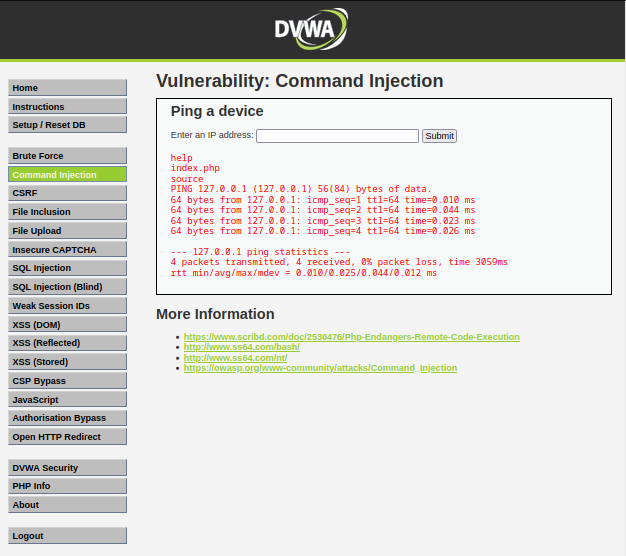 DVWA
Home
Instructions
Setup / Reset DB
Brute Force
Command Injection
CSRF
File Inclusion
File Upload
Insecure CAPTCHA
SQL Injection
SQL Injection (Blind)
Weak Session IDs
XSS (DOM)
XSS (Reflected)
XSS (Stored)
CSP Bypass
JavaScript
Authorisation Bypass
Open HTTP Redirect
DVWA Security
PHP Info
About
Logout
Vulnerability: Command Injection
Ping a device
Enter an IP address: Submit
help
index.php
source
PING 127.0.0.1 (127.0.0.1) 56(84) bytes of data.
64 bytes from 127.0.0.1: icmp_seq=1 ttl=64 time=0.010 ms
64 bytes from 127.0.0.1: icmp_seq=2 ttl=64 time=0.044 ms
64 bytes from 127.0.0.1: icmp_seq=3 ttl=64 time=0.023 ms
64 bytes from 127.0.0.1: icmp_seq=4 ttl=64 time=0.026 ms
--- 127.0.0.1 ping statistics ---
4 packets transmitted, 4 received, 0% packet loss, time 3059ms
rtt min/avg/max/mdev = 0.010/0.025/0.044/0.012 ms
More Information
https://www.scribd.com/doc/2530476/Php-Endangers-Remote-Code-Execution
http://www.ss64.com/bash/
http://www.ss64.com/nt/
https://owasp.org/www-community/attacks/Command_Injection